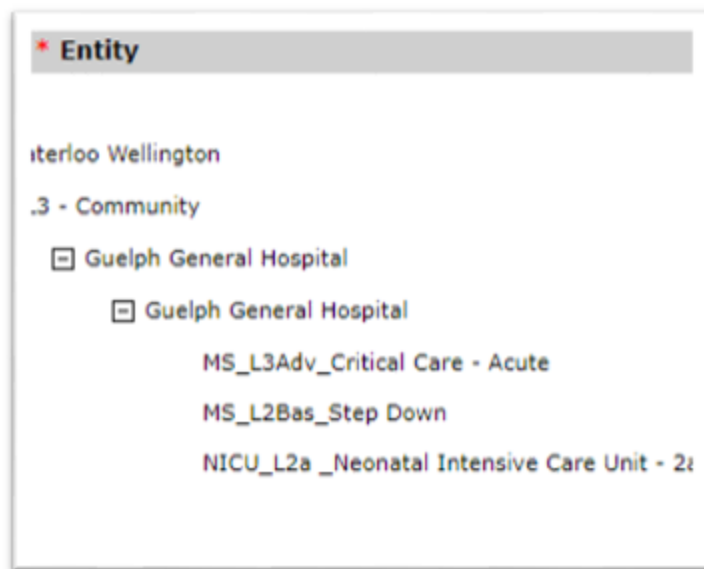 * Entity
aterloo Wellington
.3 - Community
Guelph General Hospital
Guelph General Hospital
MS_L3Adv_Critical Care - Acute
MS_L2Bas_Step Down
NICU_L2a _Neonatal Intensive Care Unit - 2a